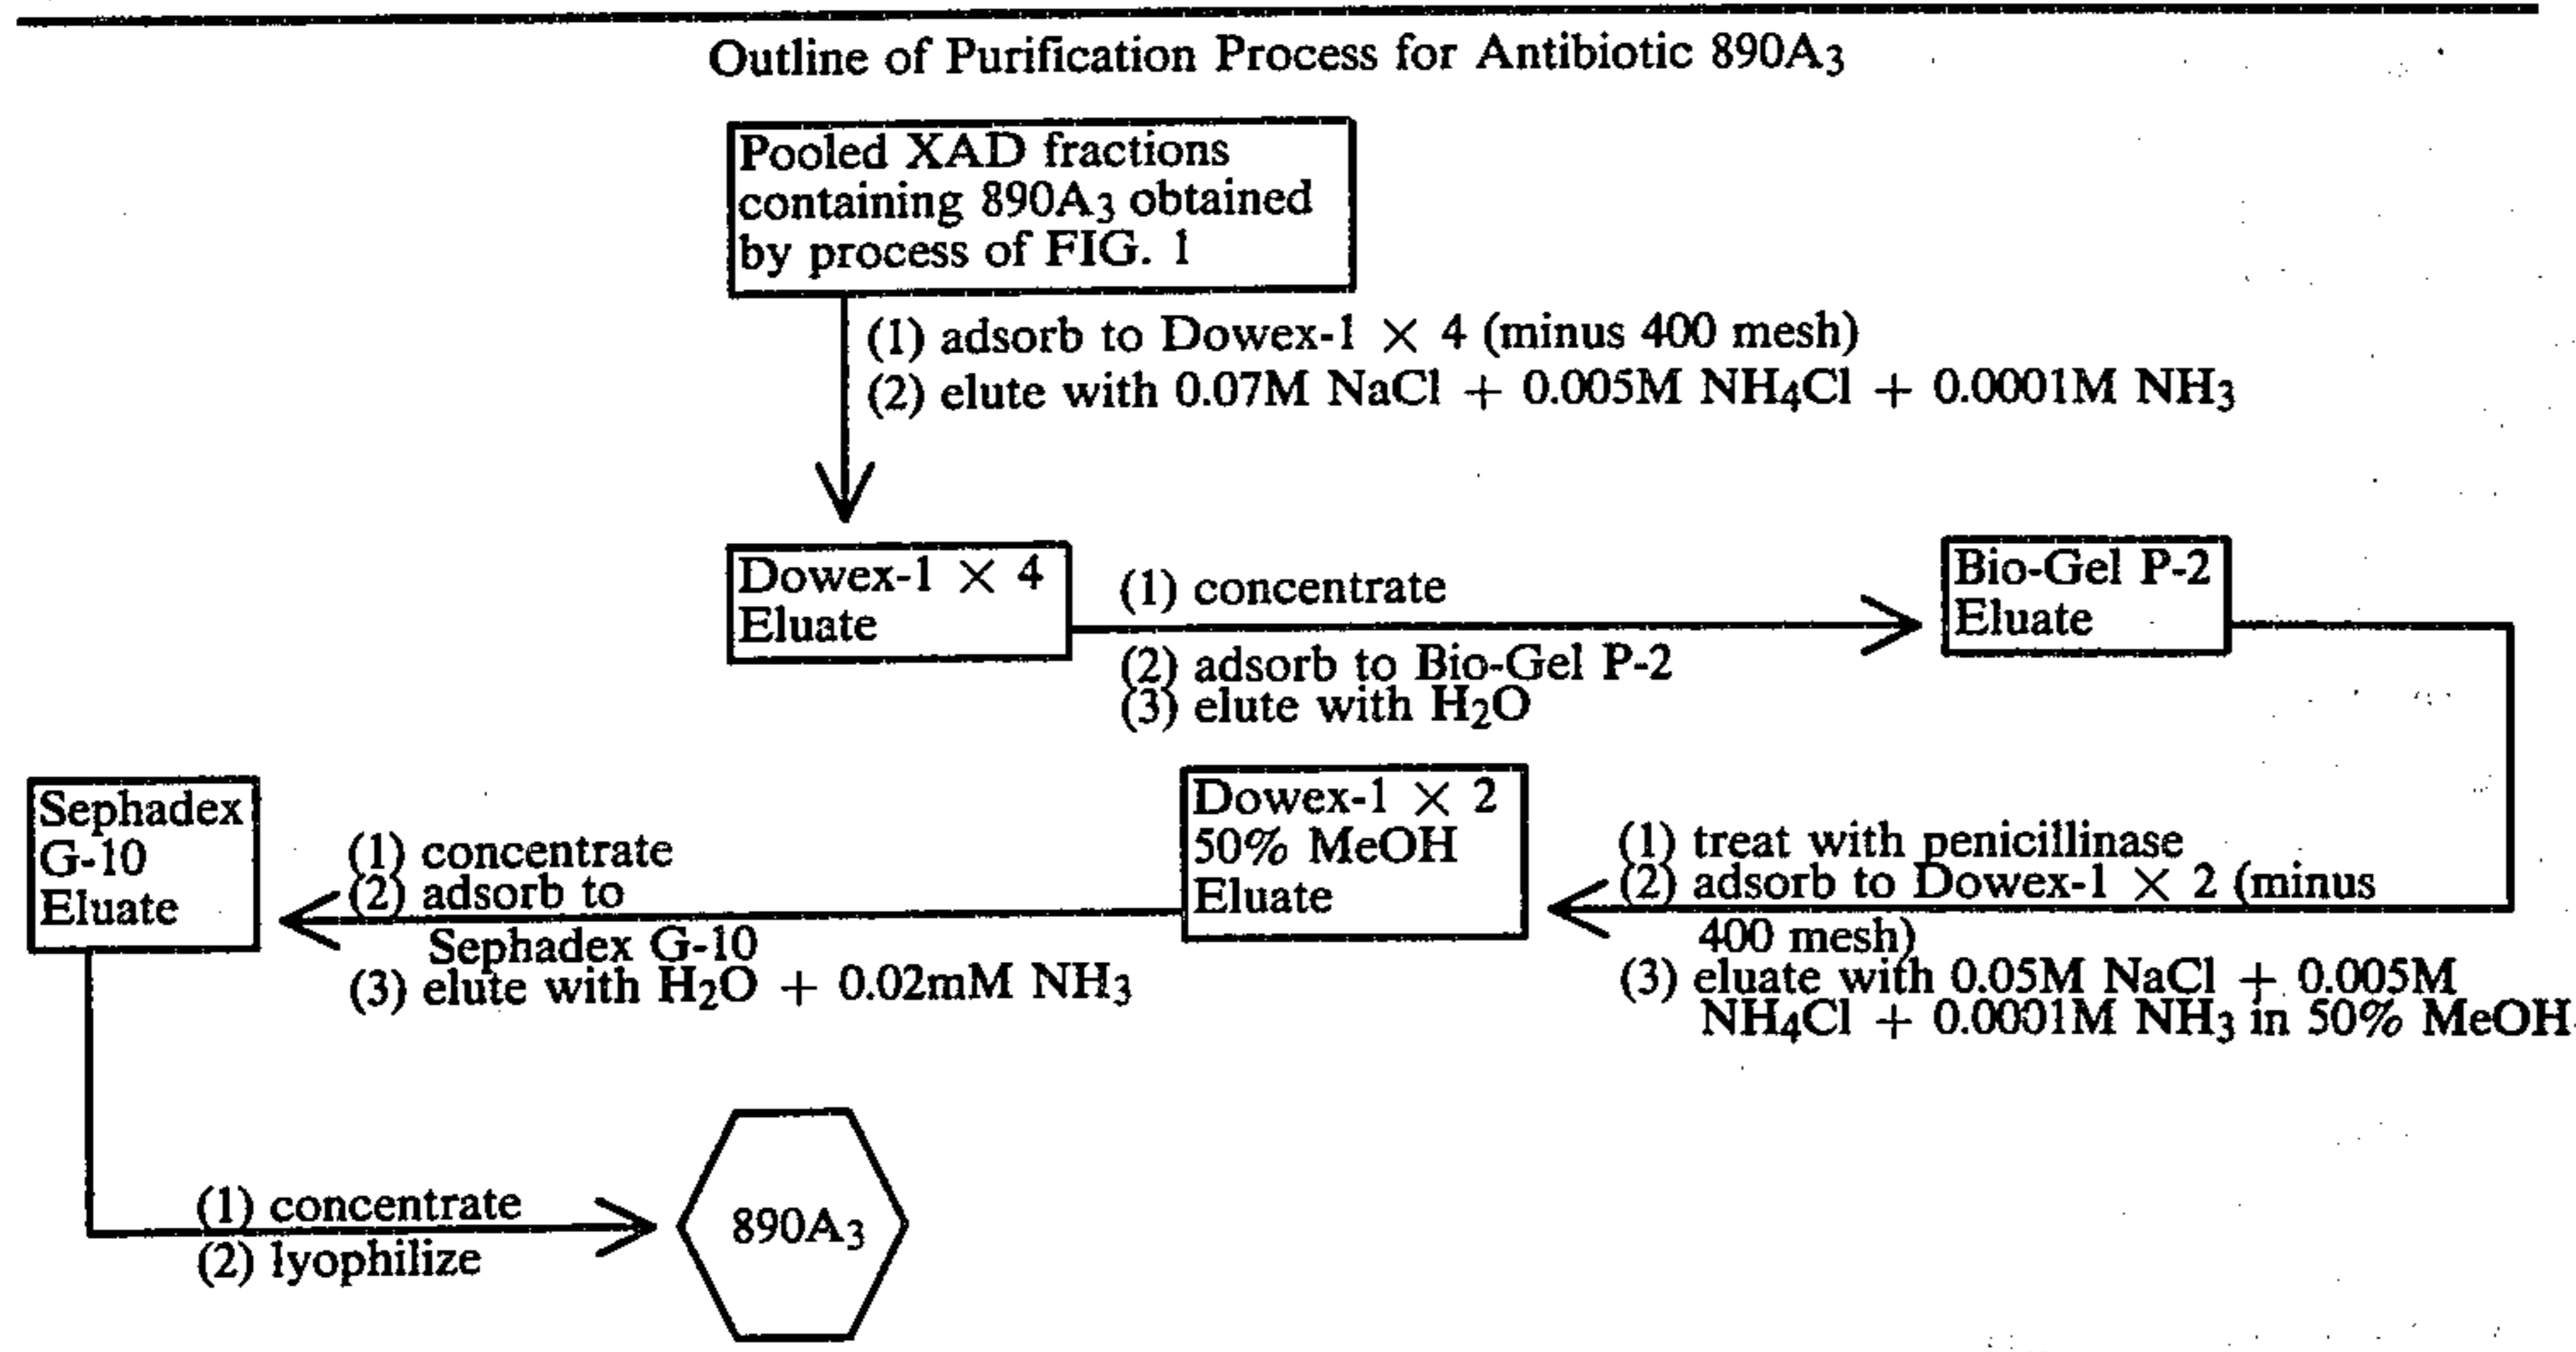 Outline of Purification Process for Antibiotic 890A₃
Pooled XAD fractions
containing 890A₃ obtained
by process of FIG. 1
(1) adsorb to Dowex-1 × 4 (minus 400 mesh)
(2) elute with 0.07M NaCl + 0.005M NH₄Cl + 0.0001M NH₃
Dowex-1 × 4
Eluate
(1) concentrate
(2) adsorb to Bio-Gel P-2
(3) elute with H₂O
Bio-Gel P-2
Eluate
(1) treat with penicillinase
(2) adsorb to Dowex-1 × 2 (minus
400 mesh)
(3) eluate with 0.05M NaCl + 0.005M
NH₄Cl + 0.0001M NH₃ in 50% MeOH
Dowex-1 × 2
50% MeOH
Eluate
(1) concentrate
(2) adsorb to
Sephadex G-10
(3) elute with H₂O + 0.02mM NH₃
Sephadex
G-10
Eluate
(1) concentrate
(2) lyophilize
890A₃